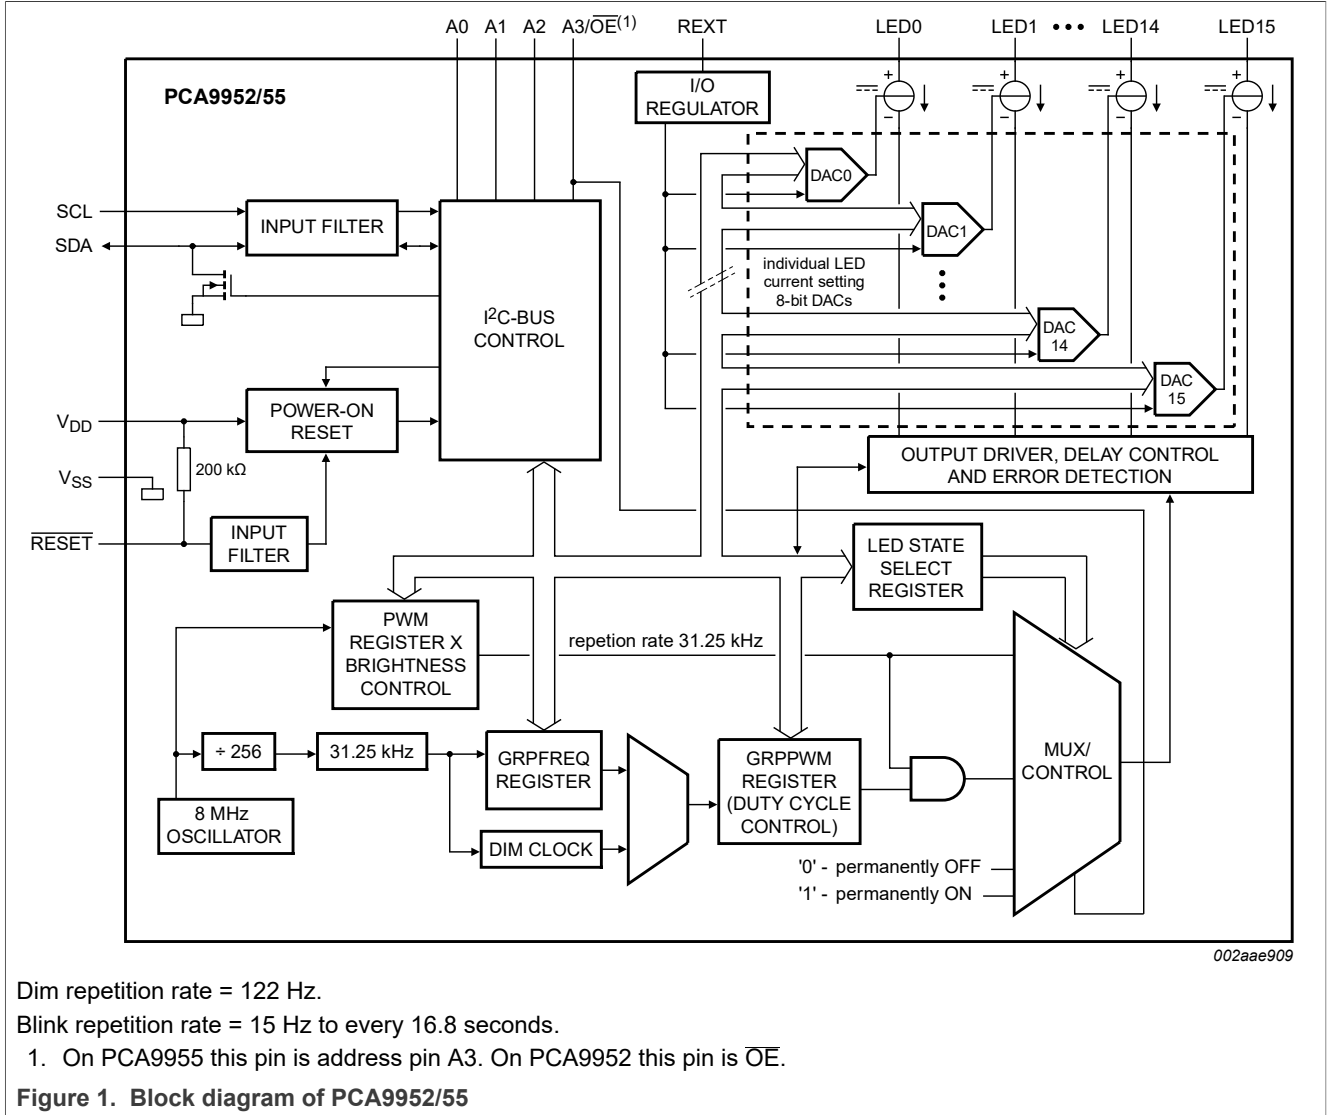 A0 A1 A2 A3/OE(1) REXT LED0 LED1 ••• LED14 LED15
PCA9952/55
I/O
REGULATOR
+ + + +
− − − −
DAC0
SCL
SDA
INPUT FILTER
DAC1
individual LED
current setting
8-bit DACs
I2C-BUS
CONTROL
DAC
14
DAC
15
VDD
POWER-ON
RESET
200 kΩ
VSS
OUTPUT DRIVER, DELAY CONTROL
AND ERROR DETECTION
RESET
INPUT
FILTER
LED STATE
SELECT
REGISTER
PWM
REGISTER X
BRIGHTNESS
CONTROL
repetion rate 31.25 kHz
÷ 256
31.25 kHz
GRPFREQ
REGISTER
GRPPWM
REGISTER
(DUTY CYCLE
CONTROL)
MUX/
CONTROL
8 MHz
OSCILLATOR
DIM CLOCK
'0' - permanently OFF
'1' - permanently ON
002aae909
Dim repetition rate = 122 Hz.
Blink repetition rate = 15 Hz to every 16.8 seconds.
1. On PCA9955 this pin is address pin A3. On PCA9952 this pin is OE.
Figure 1. Block diagram of PCA9952/55